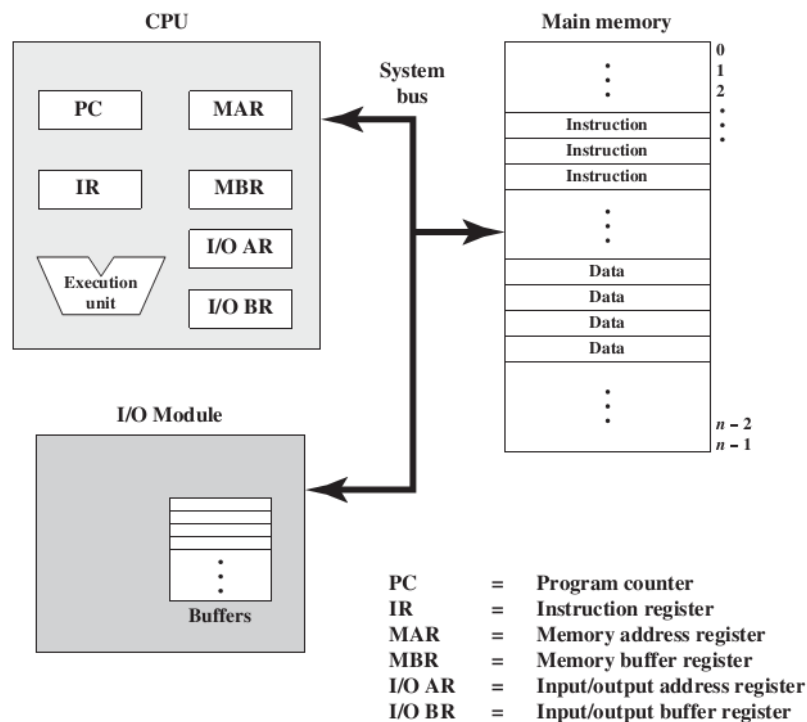 CPU
PC
MAR
IR
MBR
I/O AR
Execution
unit
I/O BR
System
bus
Main memory
0
1
2
Instruction
Instruction
Instruction
Data
Data
Data
Data
n – 2
n – 1
I/O Module
Buffers
PC = Program counter
IR = Instruction register
MAR = Memory address register
MBR = Memory buffer register
I/O AR = Input/output address register
I/O BR = Input/output buffer register